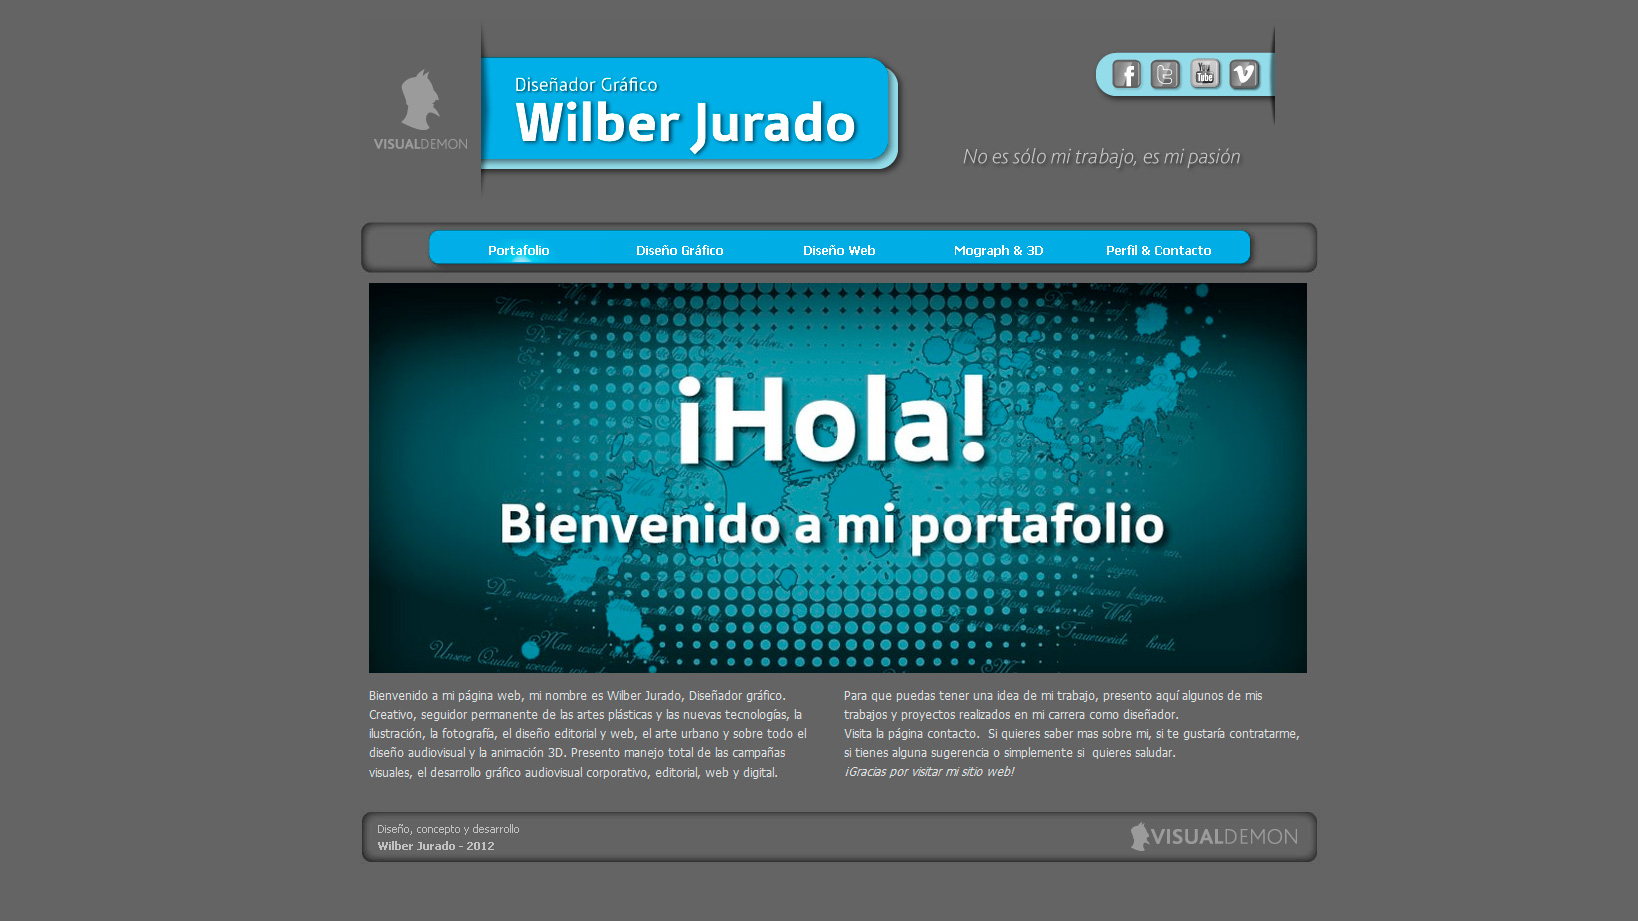 VISUALDEMON
Diseñador Gráfico
Wilber Jurado
You
Tube
No es sólo mi trabajo, es mi pasión
Portafolio
Diseño Gráfico
Diseño Web
Mograph & 3D
Perfil & Contacto
¡Hola!
Bienvenido a mi portafolio
Bienvenido a mi página web, mi nombre es Wilber Jurado, Diseñador gráfico.
Creativo, seguidor permanente de las artes plásticas y las nuevas tecnologías, la
ilustración, la fotografía, el diseño editorial y web, el arte urbano y sobre todo el
diseño audiovisual y la animación 3D. Presento manejo total de las campañas
visuales, el desarrollo gráfico audiovisual corporativo, editorial, web y digital.
Para que puedas tener una idea de mi trabajo, presento aquí algunos de mis
trabajos y proyectos realizados en mi carrera como diseñador.
Visita la página contacto.  Si quieres saber mas sobre mi, si te gustaría contratarme,
si tienes alguna sugerencia o simplemente si  quieres saludar.
¡Gracias por visitar mi sitio web!
Diseño, concepto y desarrollo
Wilber Jurado - 2012
VISUALDEMON